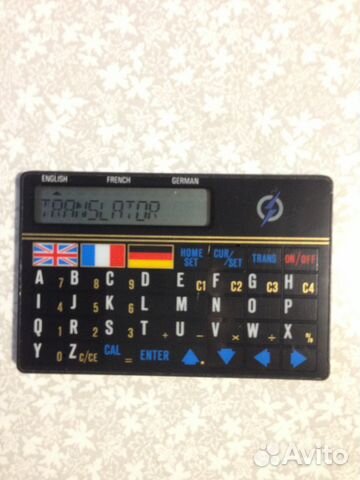 ENGLISH FRENCH GERMAN
TRANSLATOR
HOME SET CUR/SET TRANS ON/OFF
A 7 B 8 C 9 D E C1 F C2 G C3 H C4
I 4 J 5 K 6 L M N O P
Q 1 R 2 S 3 T + U − V × W ÷ X %
Y 0 Z C/CE CAL = ENTER
Avito